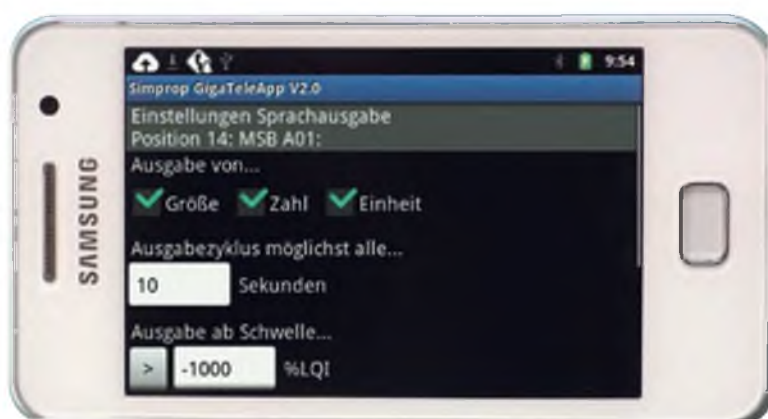 9:54
Simprop GigaTeleApp V2.0
Einstellungen Sprachausgabe
Position 14: MSB A01:
Ausgabe von...
Größe Zahl Einheit
Ausgabezyklus möglichst alle...
10 Sekunden
Ausgabe ab Schwelle...
> -1000 %LQI
SAMSUNG